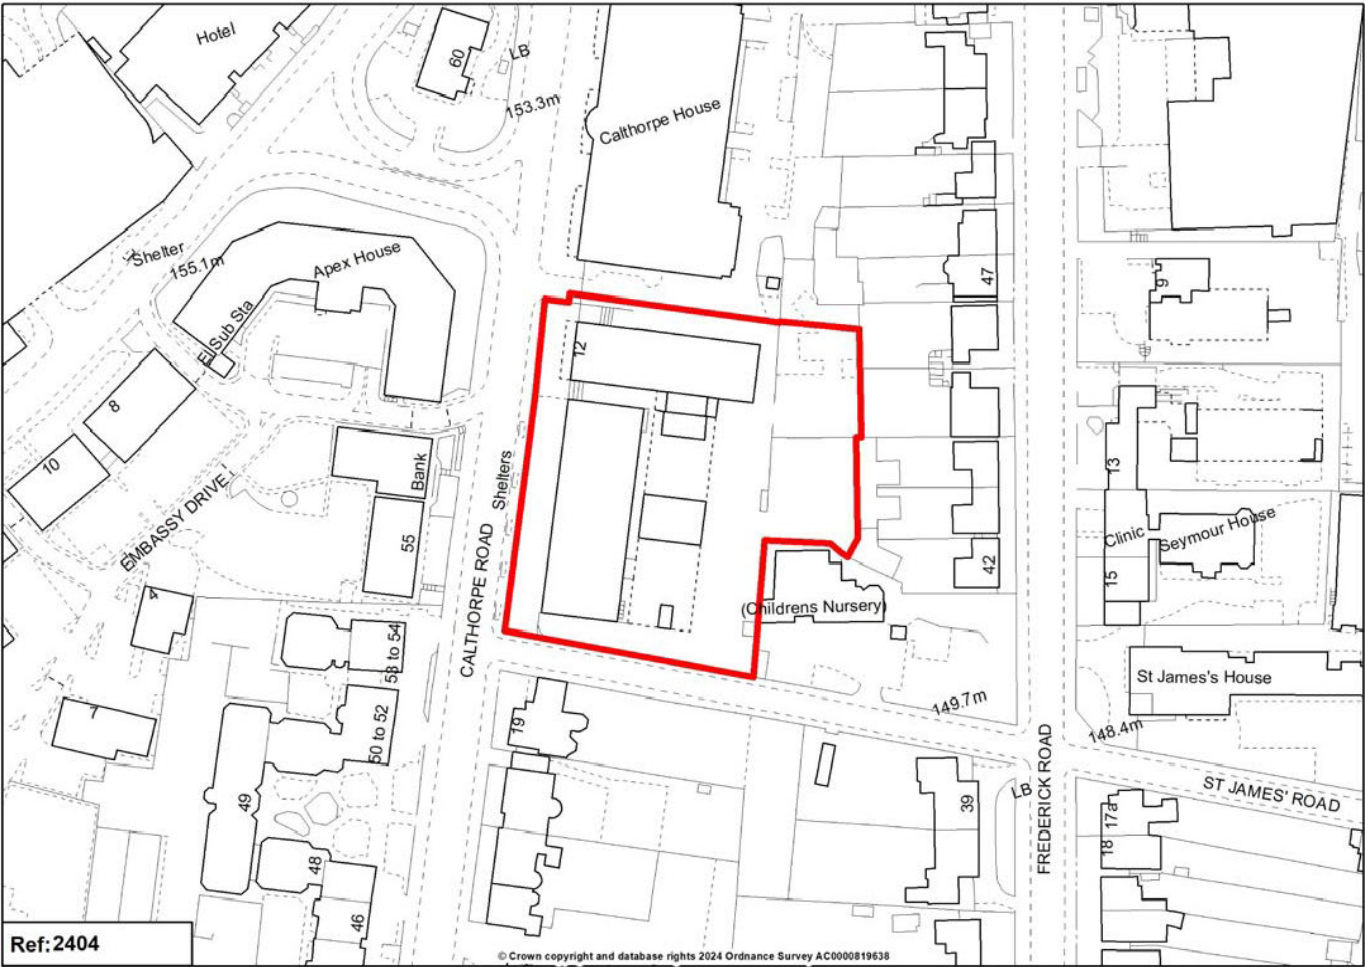 Hotel
60
LB
153.3m
Calthorpe House
Shelter
155.1m
Apex House
El Sub Sta
47
9
12
8
10
Bank
Shelters
EMBASSY DRIVE
55
CALTHORPE ROAD
13
Clinic
Seymour House
42
15
4
(Childrens Nursery)
53 to 54
St James's House
7
19
50 to 52
149.7m
148.4m
FREDERICK ROAD
ST JAMES' ROAD
49
39
LB
17a
18
48
46
Ref:2404
© Crown copyright and database rights 2024 Ordnance Survey AC0000819638